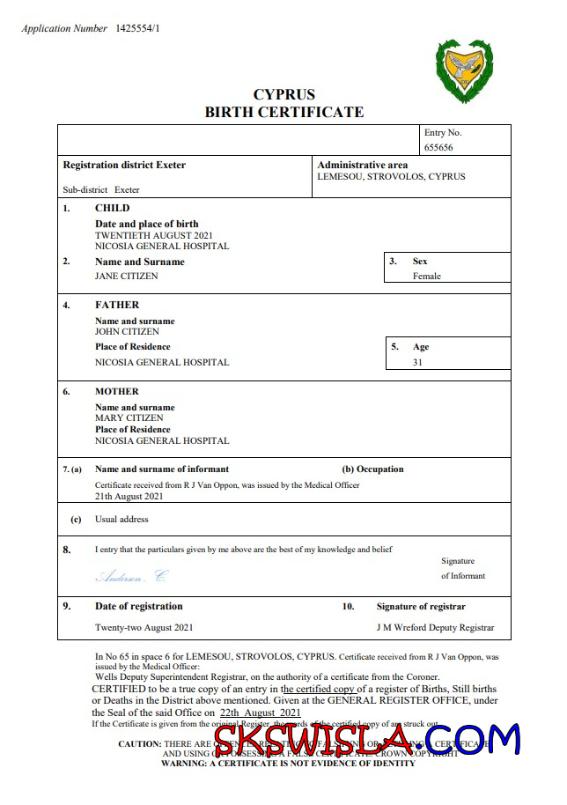 Application Number 1425554/1
CYPRUS
BIRTH CERTIFICATE
Entry No.
655656
Registration district Exeter
Sub-district Exeter
Administrative area
LEMESOU, STROVOLOS, CYPRUS
1. CHILD
Date and place of birth
TWENTIETH AUGUST 2021
NICOSIA GENERAL HOSPITAL
2. Name and Surname
JANE CITIZEN
3. Sex
Female
4. FATHER
Name and surname
JOHN CITIZEN
Place of Residence
NICOSIA GENERAL HOSPITAL
5. Age
31
6. MOTHER
Name and surname
MARY CITIZEN
Place of Residence
NICOSIA GENERAL HOSPITAL
7. (a) Name and surname of informant (b) Occupation
Certificate received from R J Van Oppon, was issued by the Medical Officer
21th August 2021
(c) Usual address
8. I entry that the particulars given by me above are the best of my knowledge and belief
Anderson, C.
Signature
of Informant
9. Date of registration
Twenty-two August 2021
10. Signature of registrar
J M Wreford Deputy Registrar
In No 65 in space 6 for LEMESOU, STROVOLOS, CYPRUS. Certificate received from R J Van Oppon, was
issued by the Medical Officer:
Wells Deputy Superintendent Registrar, on the authority of a certificate from the Coroner.
CERTIFIED to be a true copy of an entry in the certified copy of a register of Births, Still births
or Deaths in the District above mentioned. Given at the GENERAL REGISTER OFFICE, under
the Seal of the said Office on 22th August 2021
If the Certificate is given from the original Register, the words of the certified copy of are struck out
CAUTION: THERE ARE
AND USING OR
CROWN COPYRIGHT
WARNING: A CERTIFICATE IS NOT EVIDENCE OF IDENTITY
SKSWISLA.COM